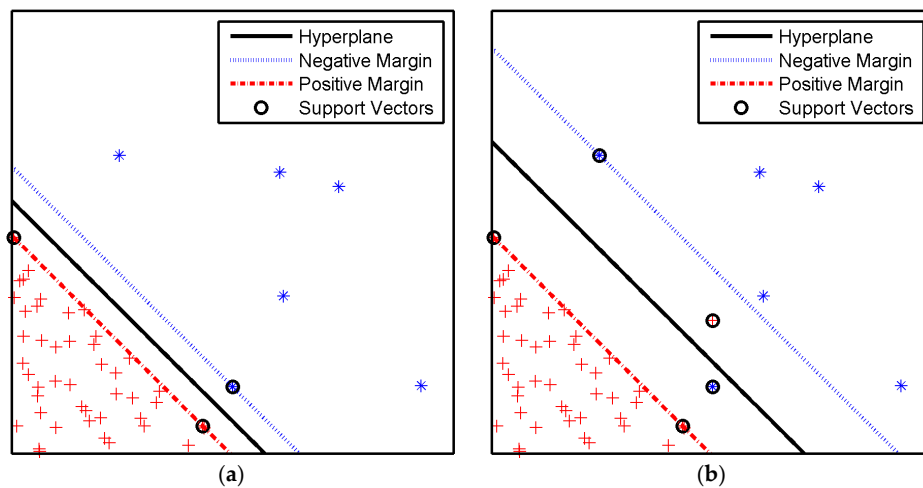 Hyperplane
Negative Margin
Positive Margin
Support Vectors
Hyperplane
Negative Margin
Positive Margin
Support Vectors
(a)
(b)